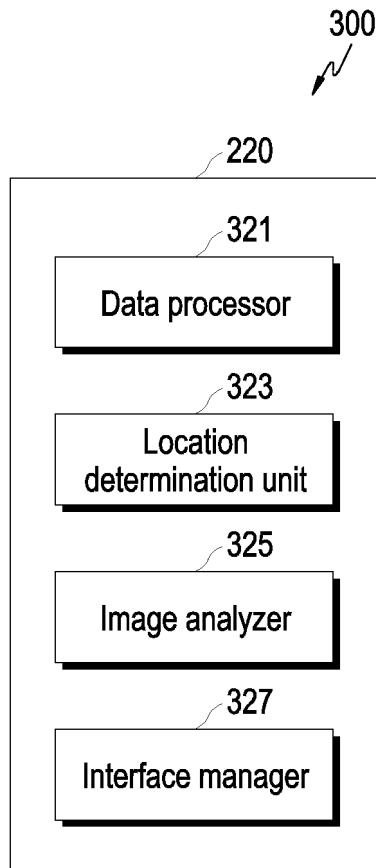 300
220
321
Data processor
323
Location
determination unit
325
Image analyzer
327
Interface manager